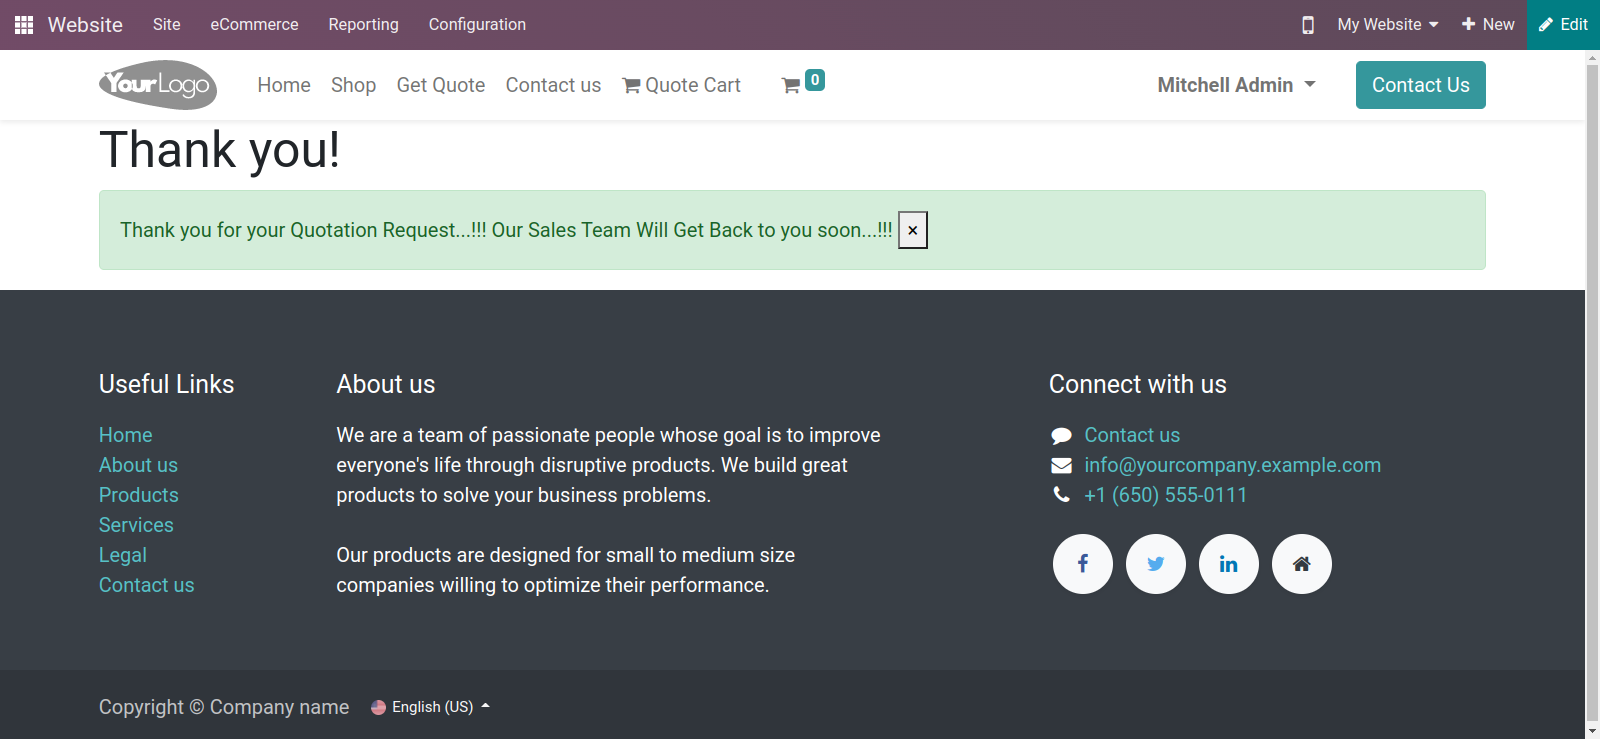 Website Site eCommerce Reporting Configuration My Website New Edit
YourLogo Home Shop Get Quote Contact us Quote Cart 0 Mitchell Admin Contact Us
Thank you!
Thank you for your Quotation Request...!!! Our Sales Team Will Get Back to you soon...!!! ×
Useful Links
Home
About us
Products
Services
Legal
Contact us
About us
We are a team of passionate people whose goal is to improve
everyone's life through disruptive products. We build great
products to solve your business problems.
Our products are designed for small to medium size
companies willing to optimize their performance.
Connect with us
Contact us
info@yourcompany.example.com
+1 (650) 555-0111
Copyright © Company name English (US)